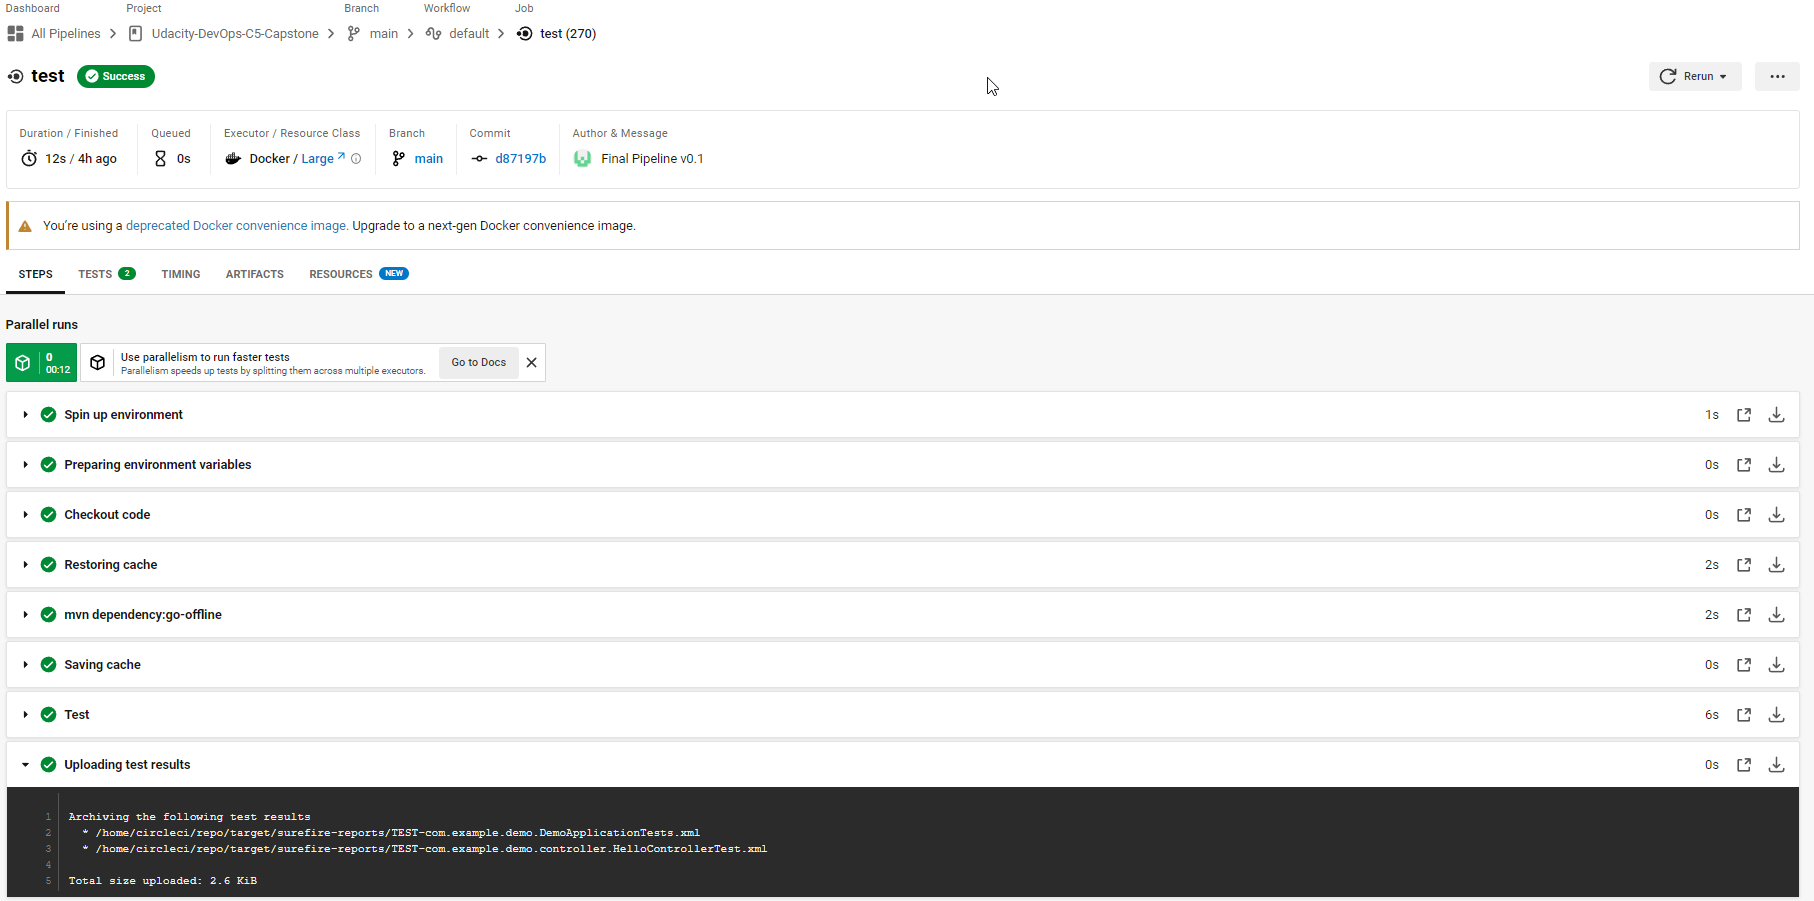 Dashboard Project Branch Workflow Job
All Pipelines Udacity-DevOps-C5-Capstone main default test (270)
test Success Rerun
Duration / Finished Queued Executor / Resource Class Branch Commit Author & Message
12s / 4h ago 0s Docker / Large main d87197b Final Pipeline v0.1
You're using a deprecated Docker convenience image. Upgrade to a next-gen Docker convenience image.
STEPS TESTS 2 TIMING ARTIFACTS RESOURCES NEW
Parallel runs
0
00:12
Use parallelism to run faster tests
Parallelism speeds up tests by splitting them across multiple executors.
Go to Docs
Spin up environment 1s
Preparing environment variables 0s
Checkout code 0s
Restoring cache 2s
mvn dependency:go-offline 2s
Saving cache 0s
Test 6s
Uploading test results 0s
1 Archiving the following test results
2 * /home/circleci/repo/target/surefire-reports/TEST-com.example.demo.DemoApplicationTests.xml
3 * /home/circleci/repo/target/surefire-reports/TEST-com.example.demo.controller.HelloControllerTest.xml
4
5 Total size uploaded: 2.6 KiB